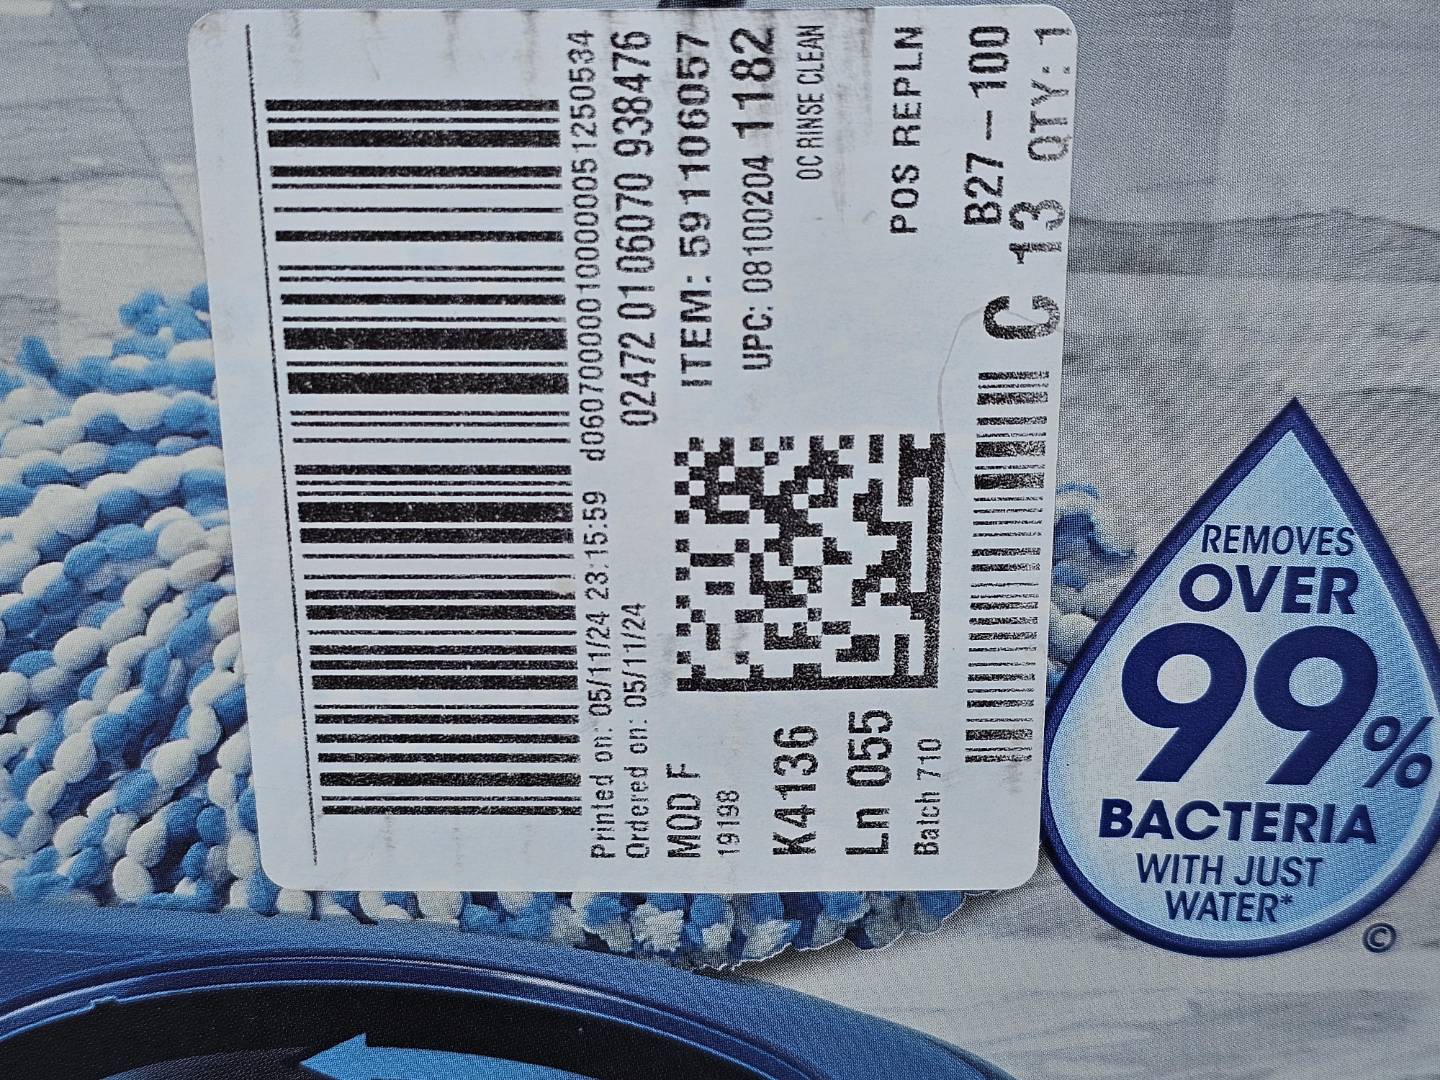 d0607000001000000051250534
02472 01 06070 938476
Printed on: 05/11/24 23:15:59
Ordered on: 05/11/24
ITEM: 591106057
MOD F
UPC: 08100204 1182
19198
OC RINSE CLEAN
K4136
Ln 055
POS REPLN
Batch 710
B27-100
C 13 QTY: 1
REMOVES
OVER
99%
BACTERIA
WITH JUST
WATER*
©